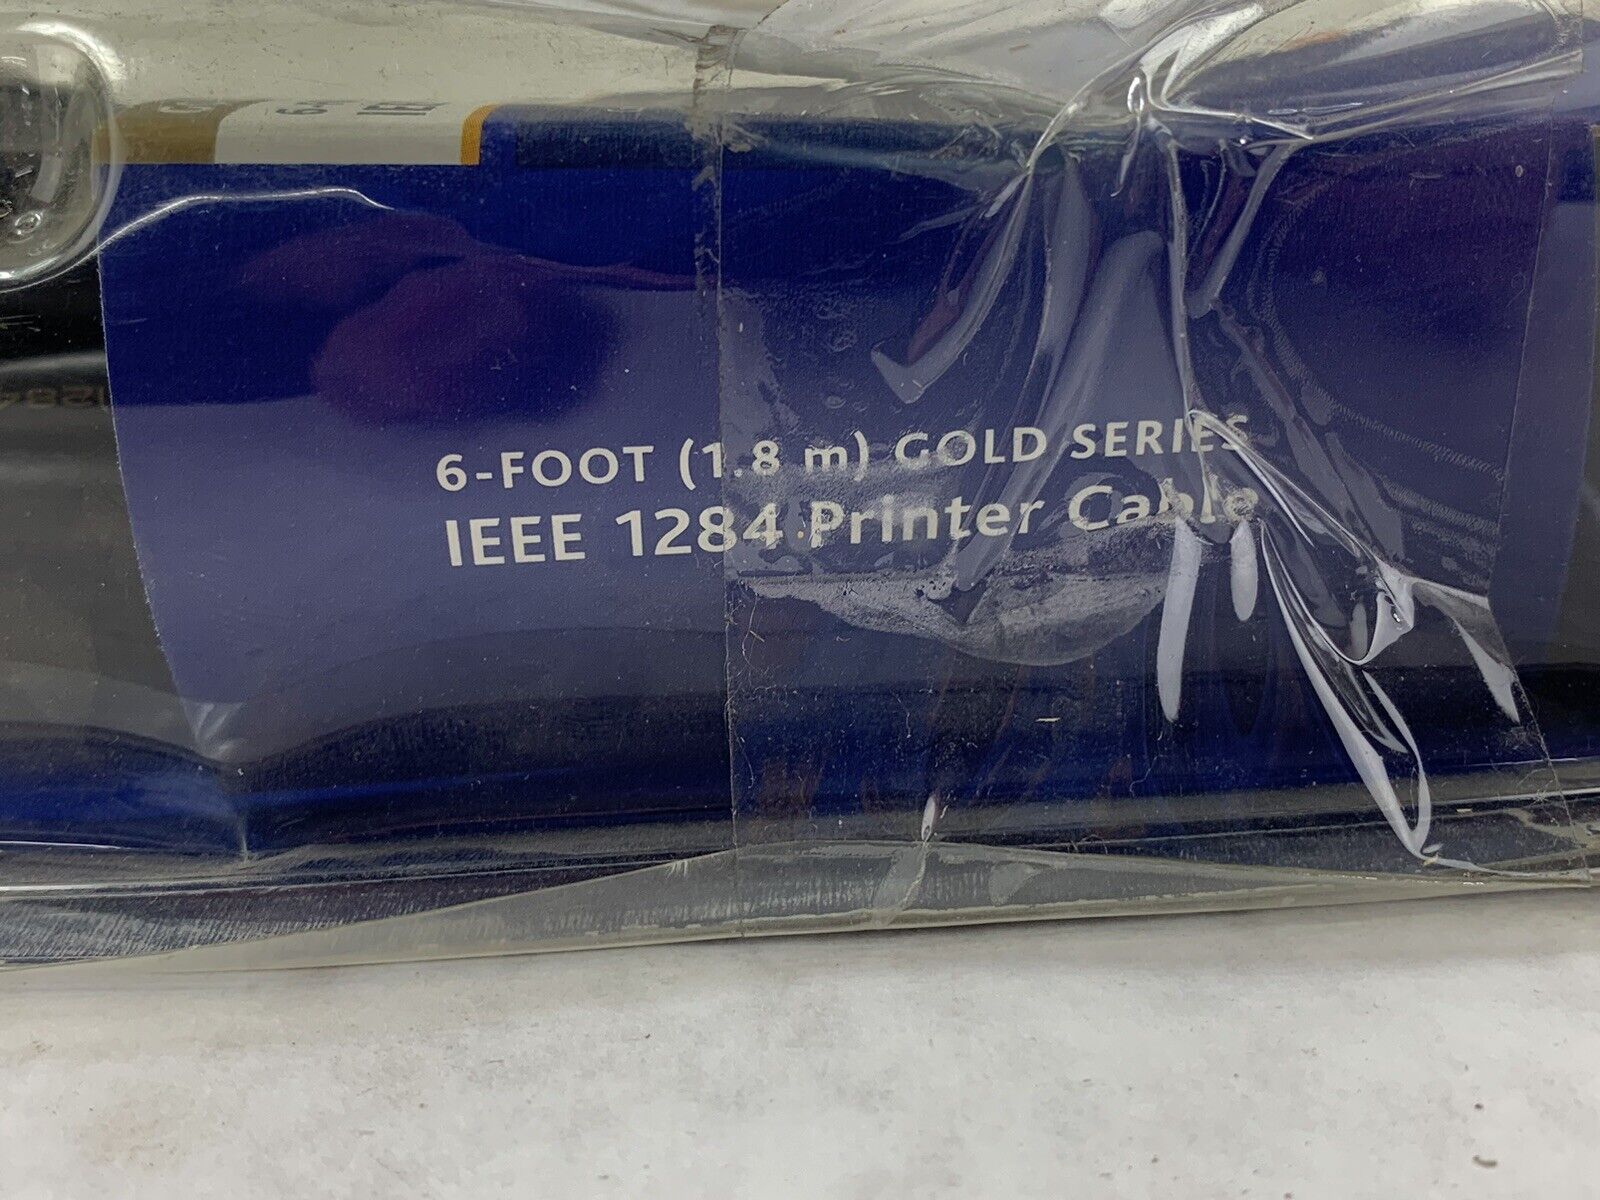 6-FOOT (1.8 m) GOLD SERIES
IEEE 1284 Printer Cable